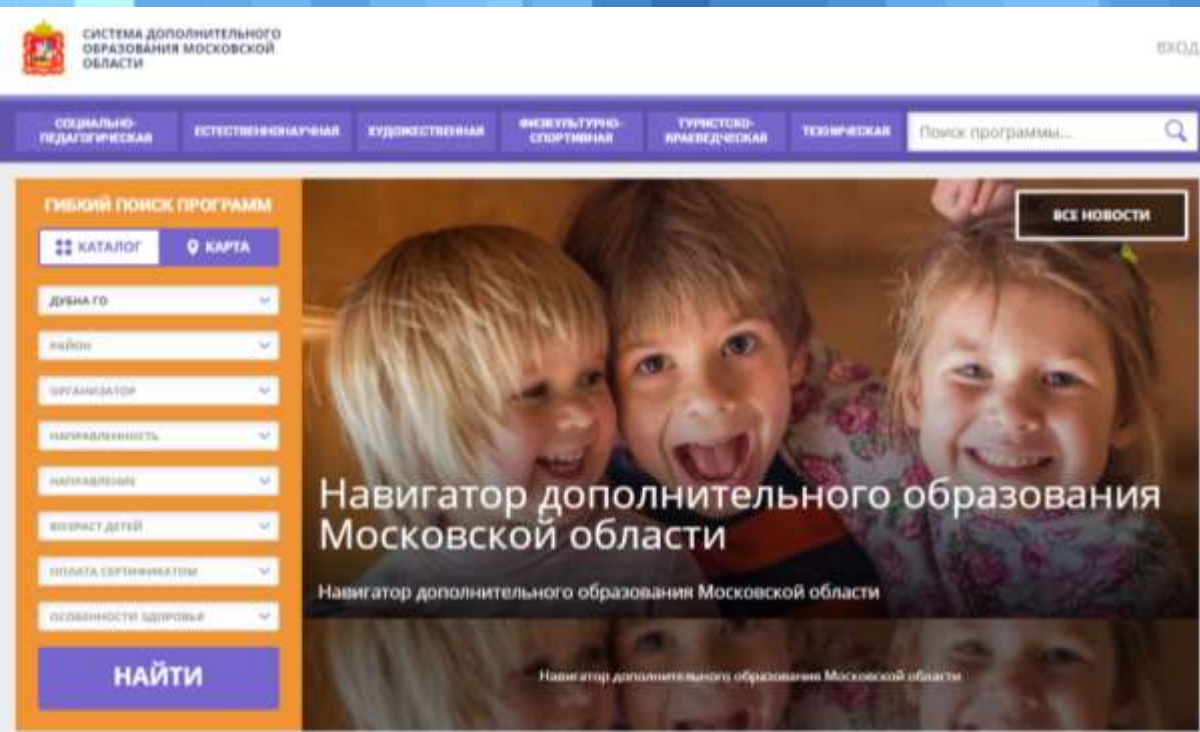 СИСТЕМА ДОПОЛНИТЕЛЬНОГО
ОБРАЗОВАНИЯ МОСКОВСКОЙ
ОБЛАСТИ
ВХОД
СОЦИАЛЬНО-
ПЕДАГОГИЧЕСКАЯ
ЕСТЕСТВЕННОНАУЧНАЯ
ХУДОЖЕСТВЕННАЯ
ФИЗКУЛЬТУРНО-
СПОРТИВНАЯ
ТУРИСТСКО-
КРАЕВЕДЧЕСКАЯ
ТЕХНИЧЕСКАЯ
Поиск программы...
ГИБКИЙ ПОИСК ПРОГРАММ
КАТАЛОГ
КАРТА
ДУБНА ГО
РАЙОН
ОРГАНИЗАТОР
НАПРАВЛЕННОСТЬ
НАПРАВЛЕНИЕ
ВОЗРАСТ ДЕТЕЙ
ОПЛАТА СЕРТИФИКАТОМ
ОСОБЕННОСТИ ЗДОРОВЬЯ
НАЙТИ
ВСЕ НОВОСТИ
Навигатор дополнительного образования
Московской области
Навигатор дополнительного образования Московской области
Навигатор дополнительного образования Московской области